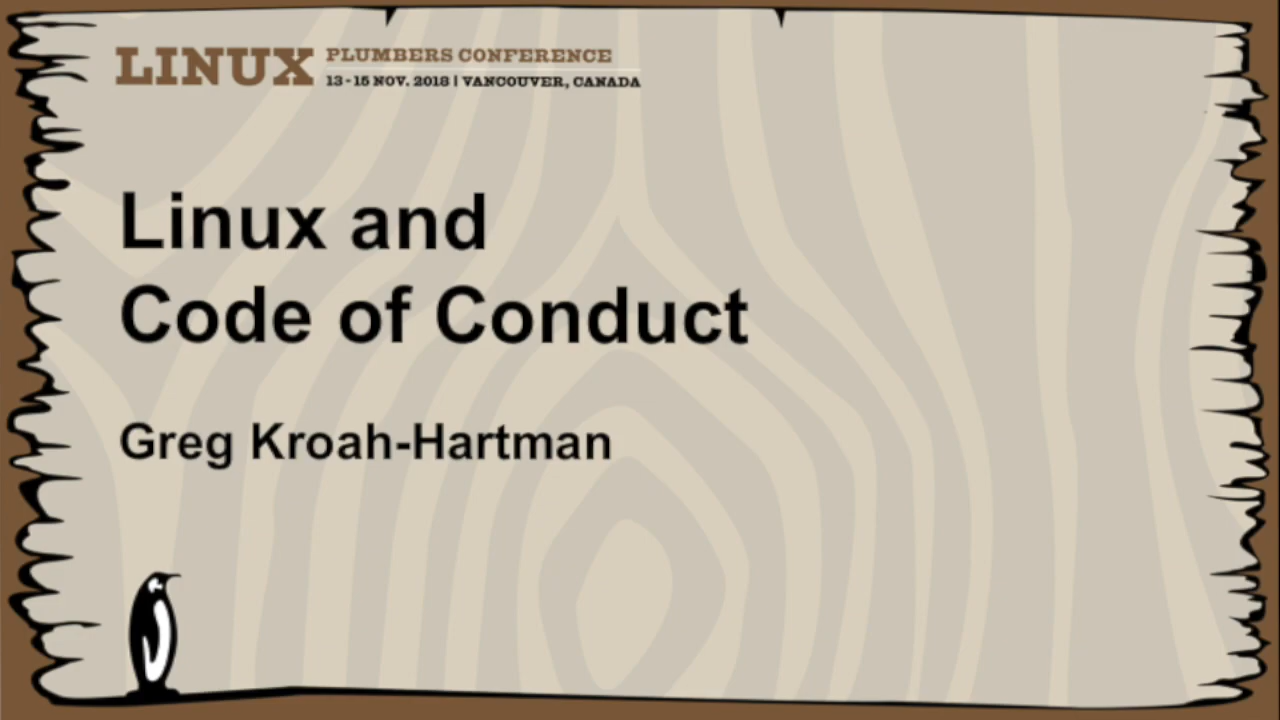 LINUX PLUMBERS CONFERENCE
13-15 NOV. 2018 | VANCOUVER, CANADA
Linux and
Code of Conduct
Greg Kroah-Hartman